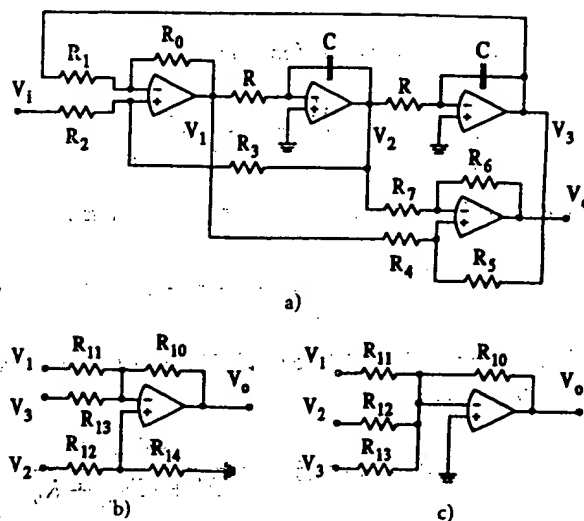 R1 R0 C C
Vi R R
R2 V1 V2 V3
R3 R6
R7
R4 R5
a)
V1 R11 R10 Vo
V3 R13
V2 R12 R14
b)
V1 R11 R10 Vo
V2 R12
V3 R13
c)